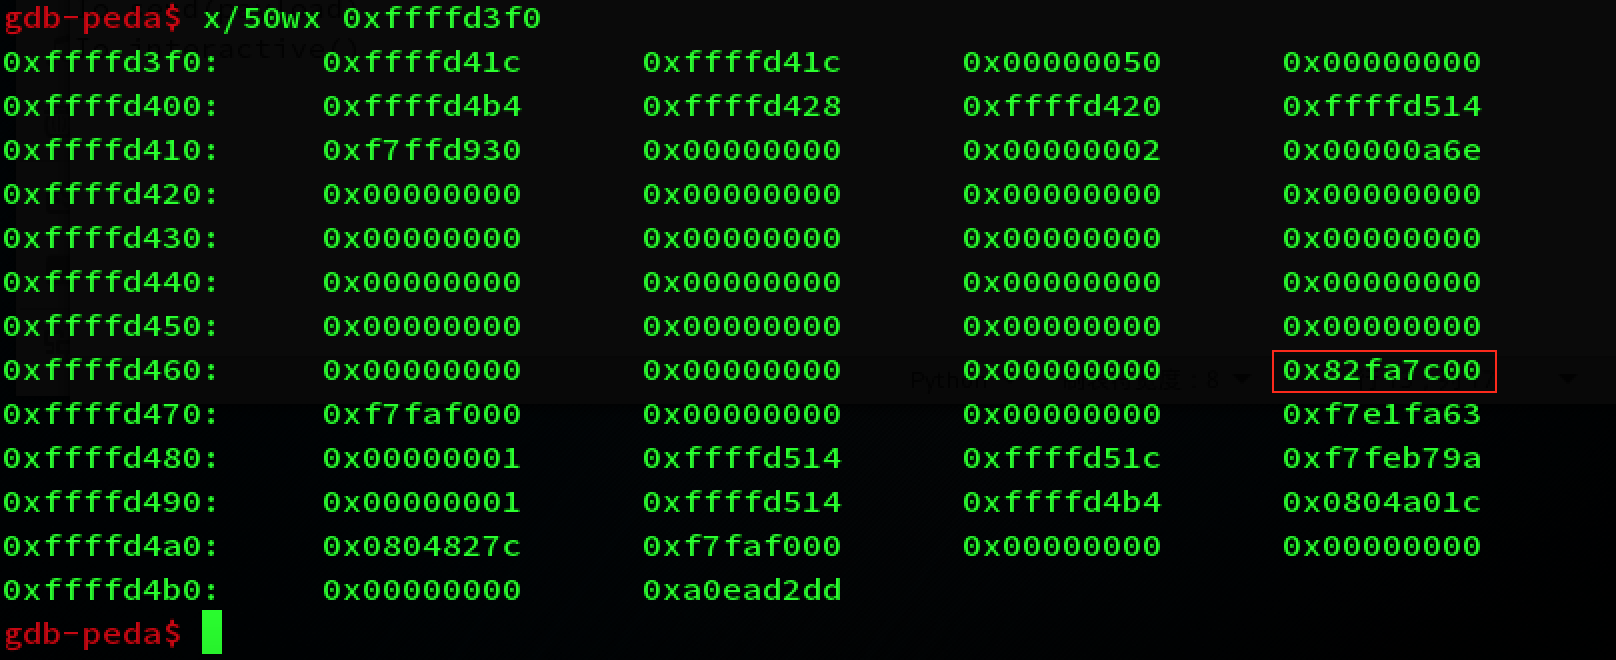 gdb-peda$ x/50wx 0xffffd3f0
0xffffd3f0: 0xffffd41c 0xffffd41c 0x00000050 0x00000000
0xffffd400: 0xffffd4b4 0xffffd428 0xffffd420 0xffffd514
0xffffd410: 0xf7ffd930 0x00000000 0x00000002 0x00000a6e
0xffffd420: 0x00000000 0x00000000 0x00000000 0x00000000
0xffffd430: 0x00000000 0x00000000 0x00000000 0x00000000
0xffffd440: 0x00000000 0x00000000 0x00000000 0x00000000
0xffffd450: 0x00000000 0x00000000 0x00000000 0x00000000
0xffffd460: 0x00000000 0x00000000 0x00000000 0x82fa7c00
0xffffd470: 0xf7faf000 0x00000000 0xf7e1fa63
0xffffd480: 0x00000001 0xffffd514 0xffffd51c 0xf7feb79a
0xffffd490: 0x00000001 0xffffd514 0xffffd4b4 0x0804a01c
0xffffd4a0: 0x0804827c 0xf7faf000 0x00000000 0x00000000
0xffffd4b0: 0x00000000 0xa0ead2dd
gdb-peda$